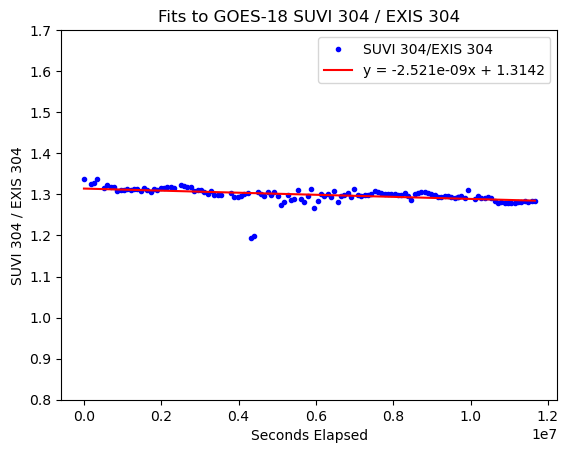 Fits to GOES-18 SUVI 304 / EXIS 304
SUVI 304/EXIS 304
y = -2.521e-09x + 1.3142
SUVI 304 / EXIS 304
1.7
1.6
1.5
1.4
1.3
1.2
1.1
1.0
0.9
0.8
0.0
0.2
0.4
0.6
0.8
1.0
1.2
1e7
Seconds Elapsed